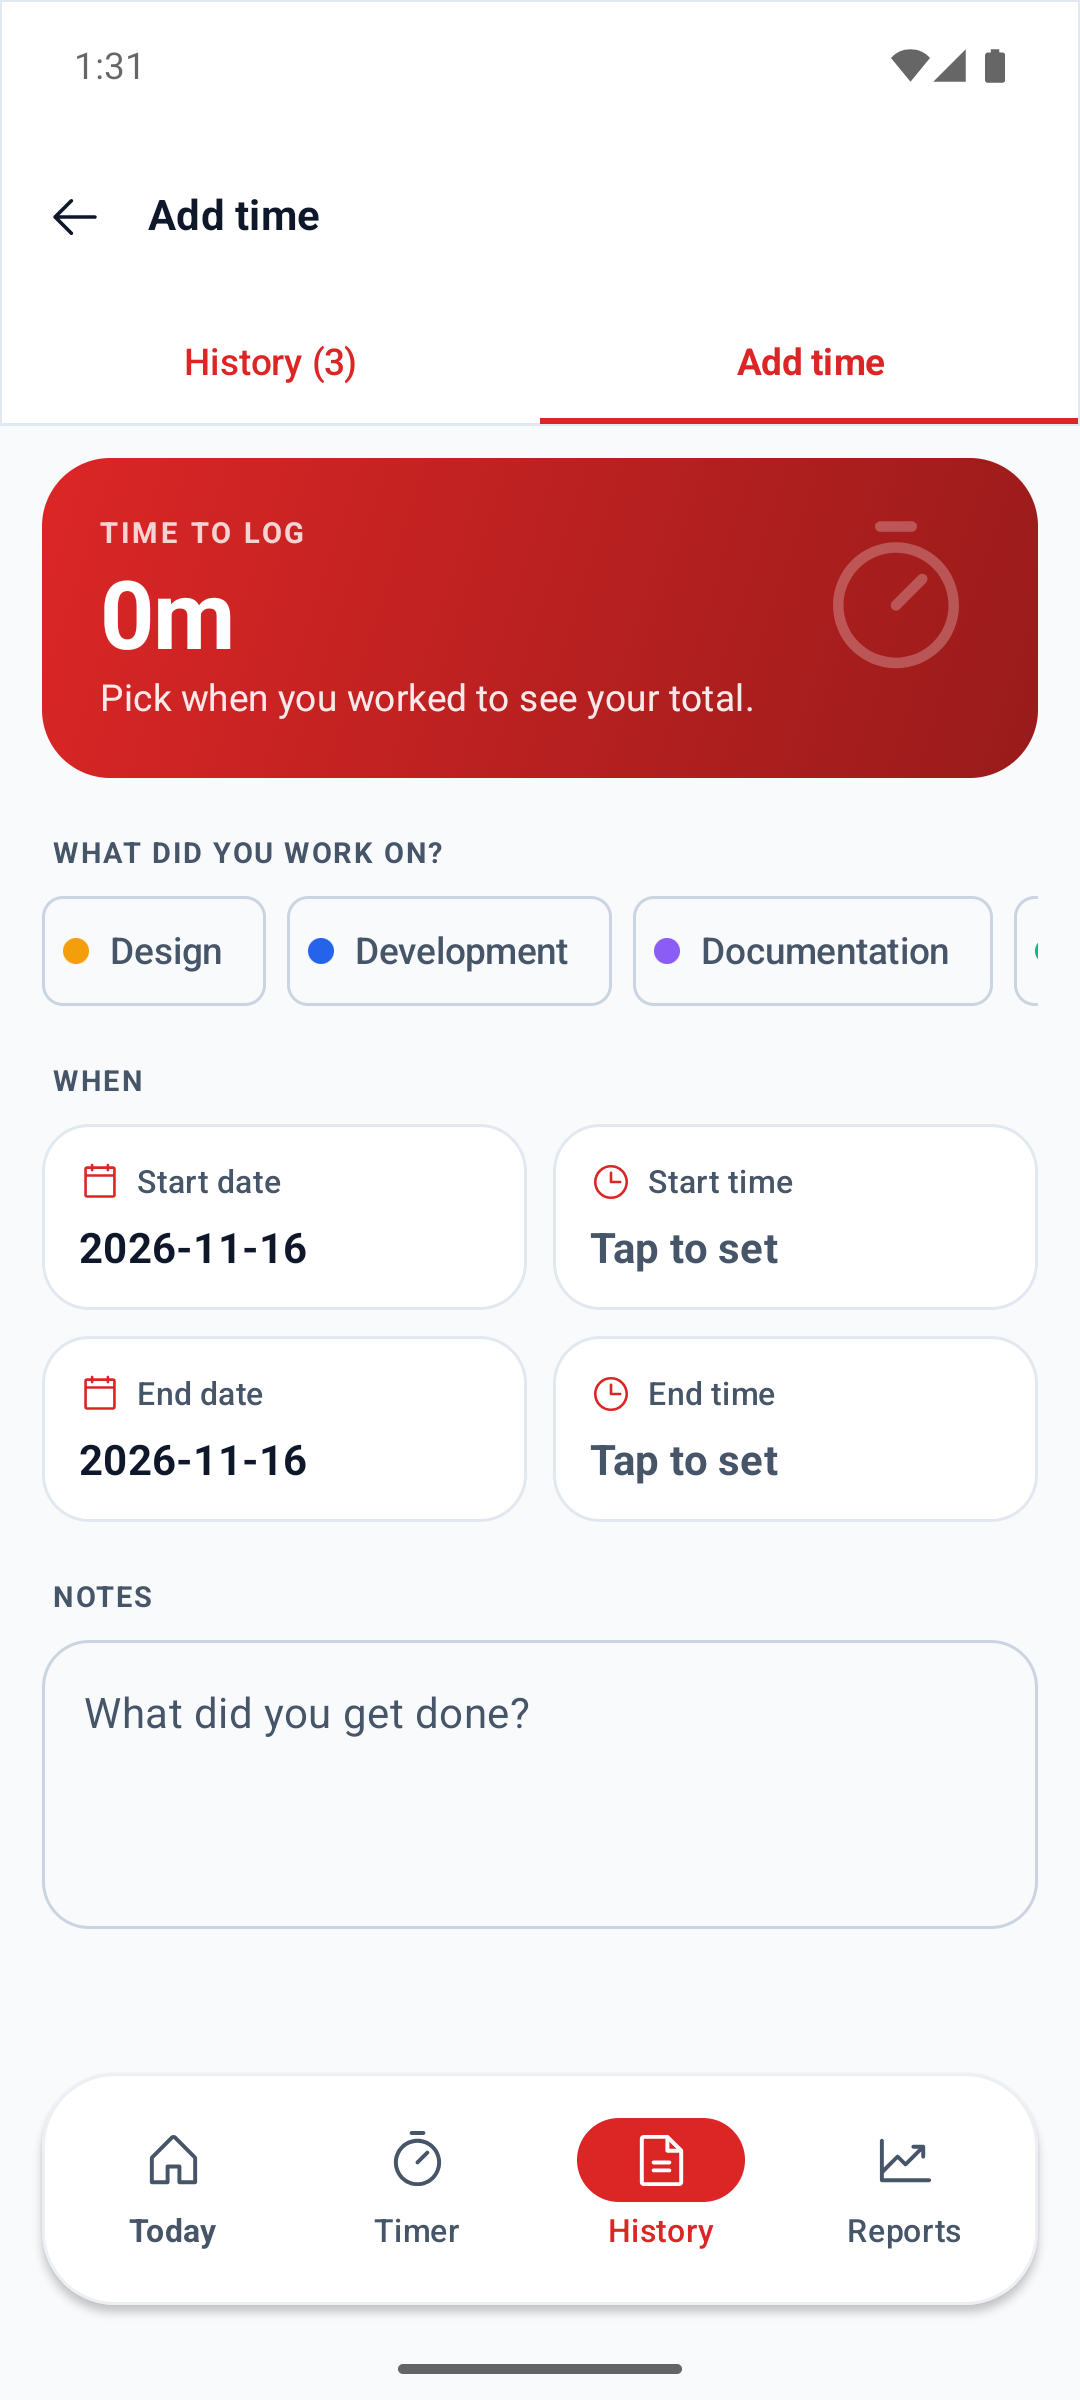 1:31
Add time
History (3)
Add time
TIME TO LOG
0m
Pick when you worked to see your total.
WHAT DID YOU WORK ON?
Design
Development
Documentation
WHEN
Start date
2026-11-16
Start time
Tap to set
End date
2026-11-16
End time
Tap to set
NOTES
What did you get done?
Today
Timer
History
Reports